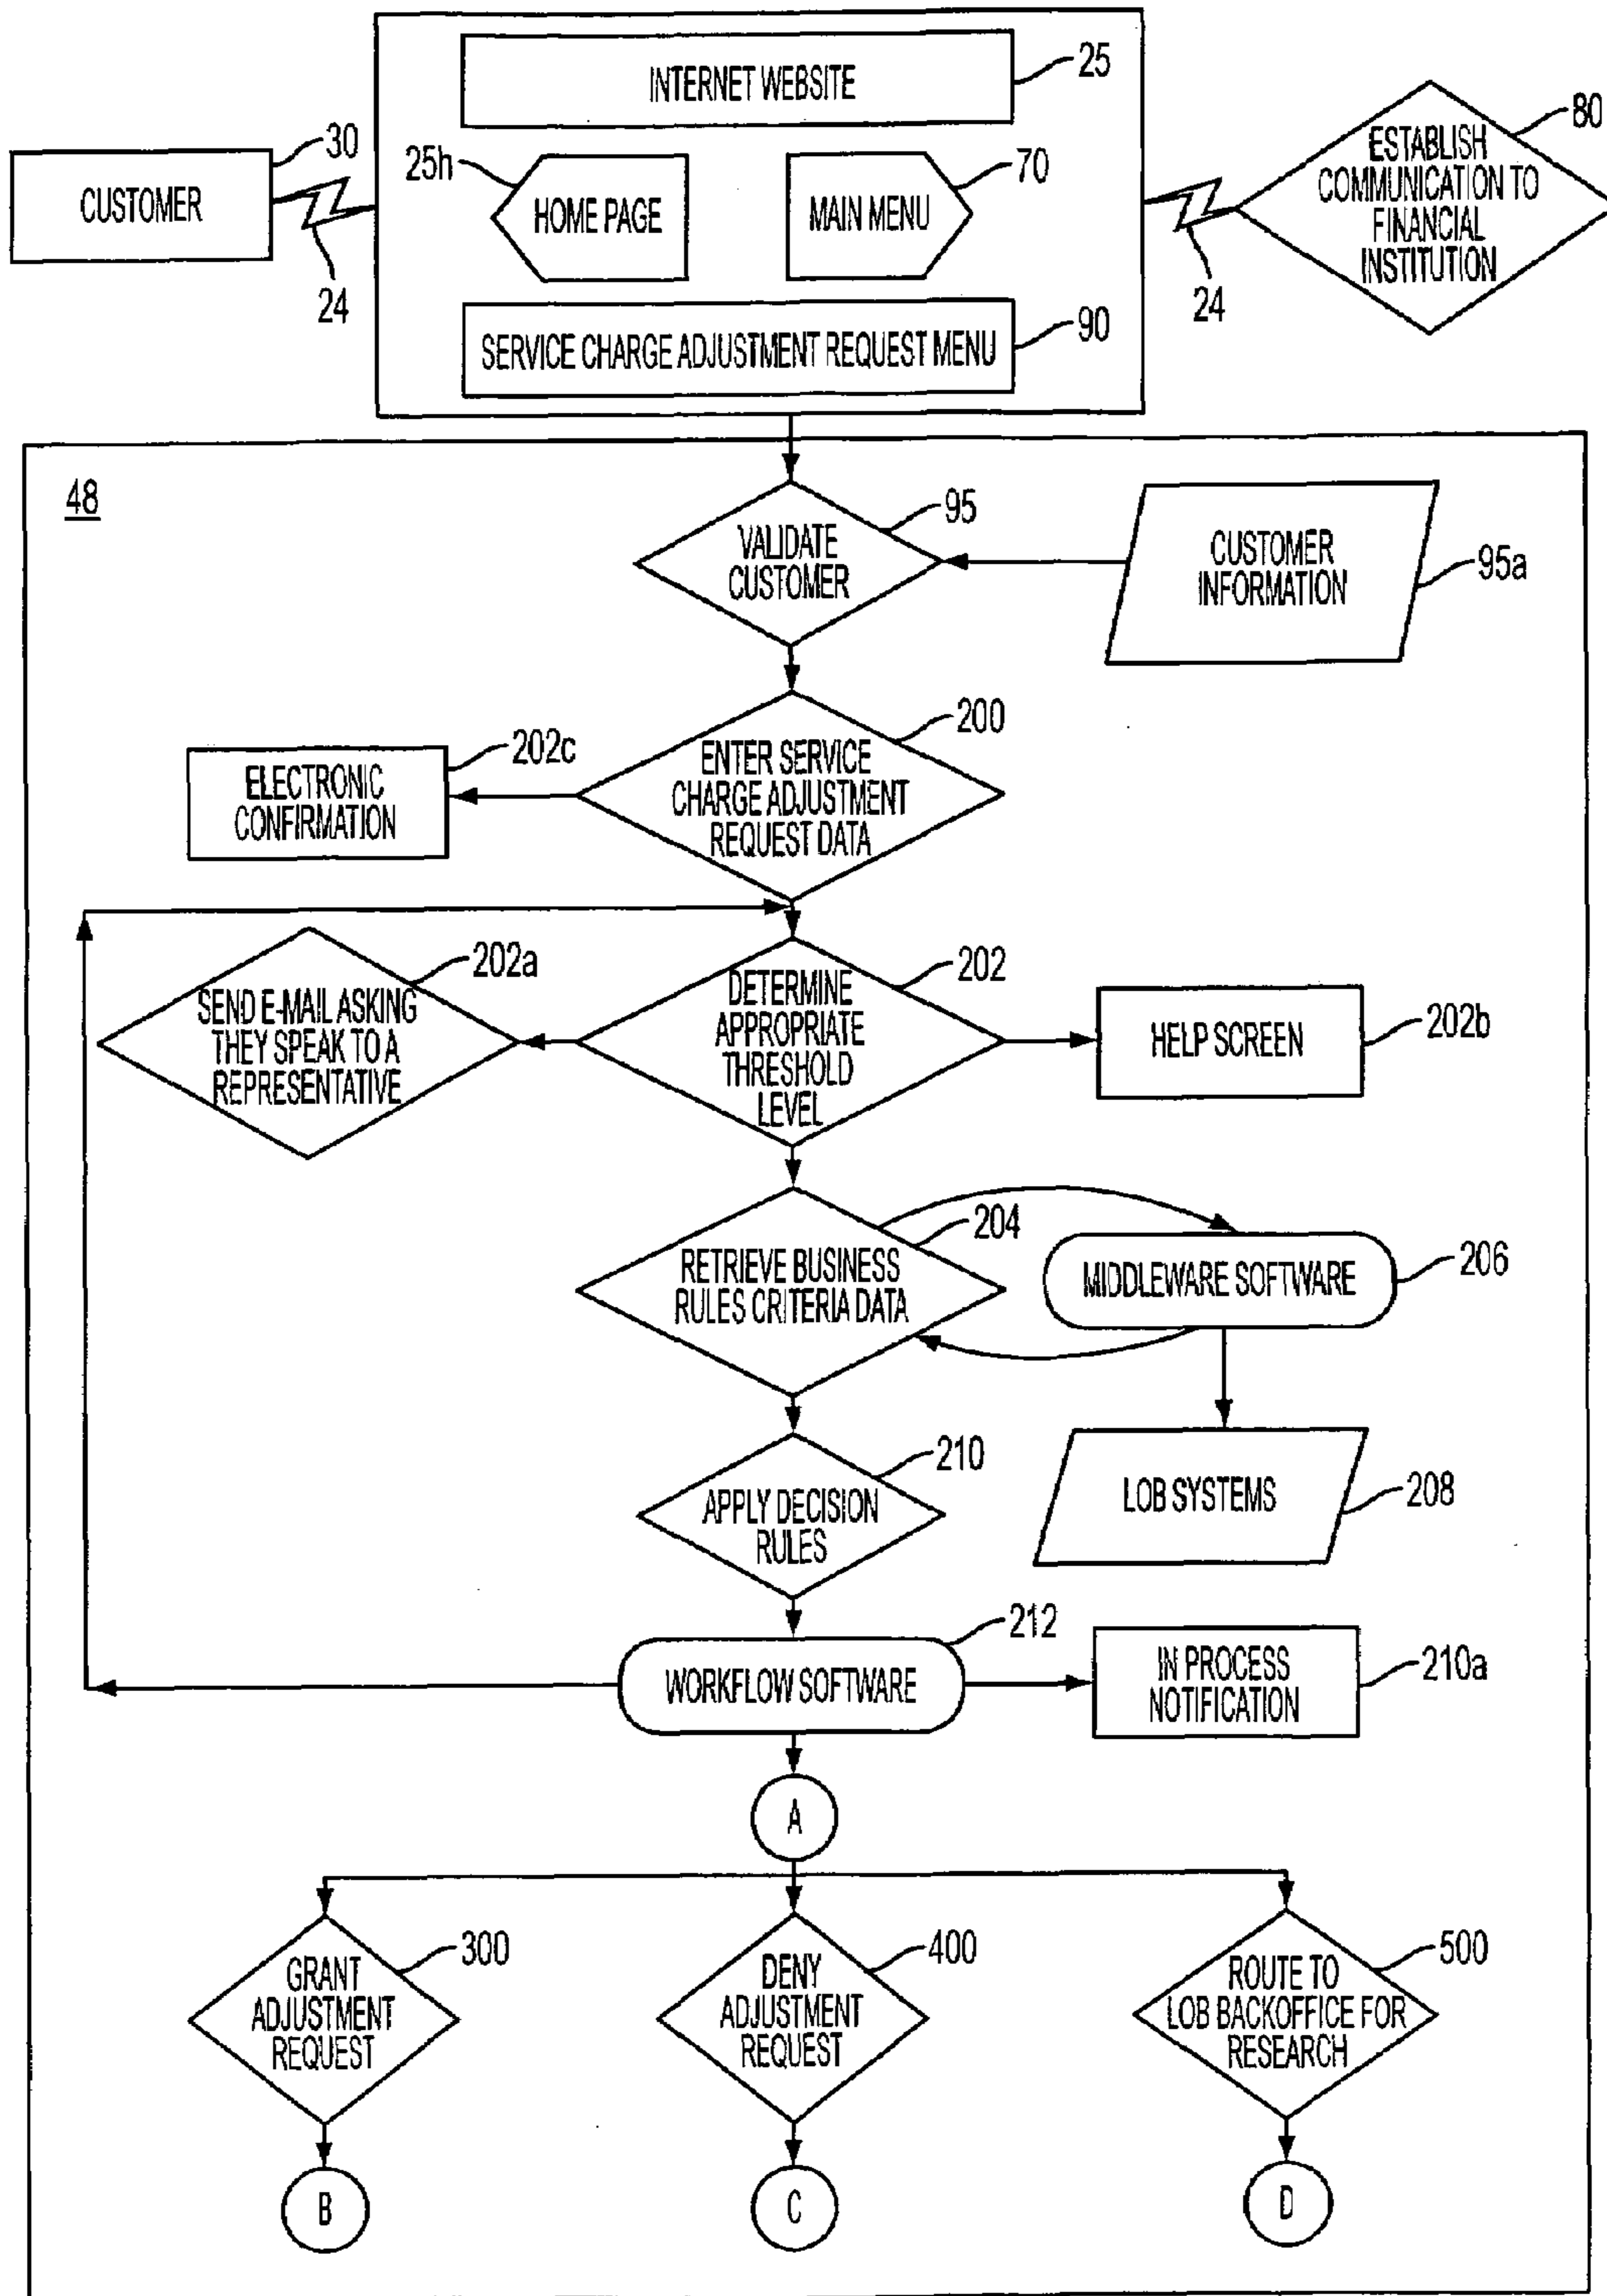 INTERNET WEBSITE
25
80
ESTABLISH
COMMUNICATION TO
FINANCIAL
INSTITUTION
30
CUSTOMER
24
25h
HOME PAGE
70
MAIN MENU
24
90
SERVICE CHARGE ADJUSTMENT REQUEST MENU
48
95
VALIDATE
CUSTOMER
CUSTOMER
INFORMATION
95a
200
ENTER SERVICE
CHARGE ADJUSTMENT
REQUEST DATA
202c
ELECTRONIC
CONFIRMATION
202a
SEND E-MAIL ASKING
THEY SPEAK TO A
REPRESENTATIVE
202
DETERMINE
APPROPRIATE
THRESHOLD
LEVEL
HELP SCREEN
202b
204
RETRIEVE BUSINESS
RULES CRITERIA DATA
MIDDLEWARE SOFTWARE
206
210
APPLY DECISION
RULES
LOB SYSTEMS
208
212
WORKFLOW SOFTWARE
IN PROCESS
NOTIFICATION
210a
A
300
GRANT
ADJUSTMENT
REQUEST
400
DENY
ADJUSTMENT
REQUEST
500
ROUTE TO
LOB BACKOFFICE FOR
RESEARCH
B
C
D